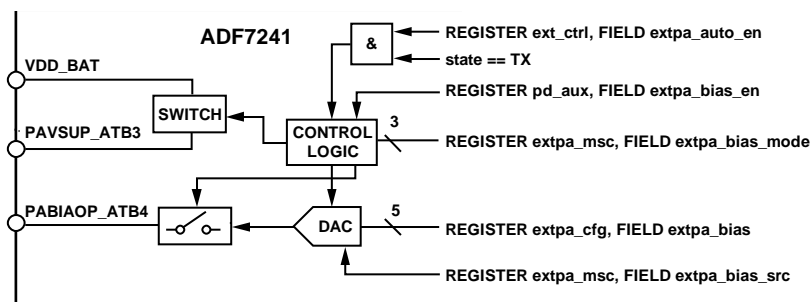 ADF7241
&
REGISTER ext_ctrl, FIELD extpa_auto_en
state == TX
VDD_BAT
REGISTER pd_aux, FIELD extpa_bias_en
SWITCH
CONTROL
LOGIC
3
PAVSUP_ATB3
REGISTER extpa_msc, FIELD extpa_bias_mode
PABIAOP_ATB4
DAC
5
REGISTER extpa_cfg, FIELD extpa_bias
REGISTER extpa_msc, FIELD extpa_bias_src